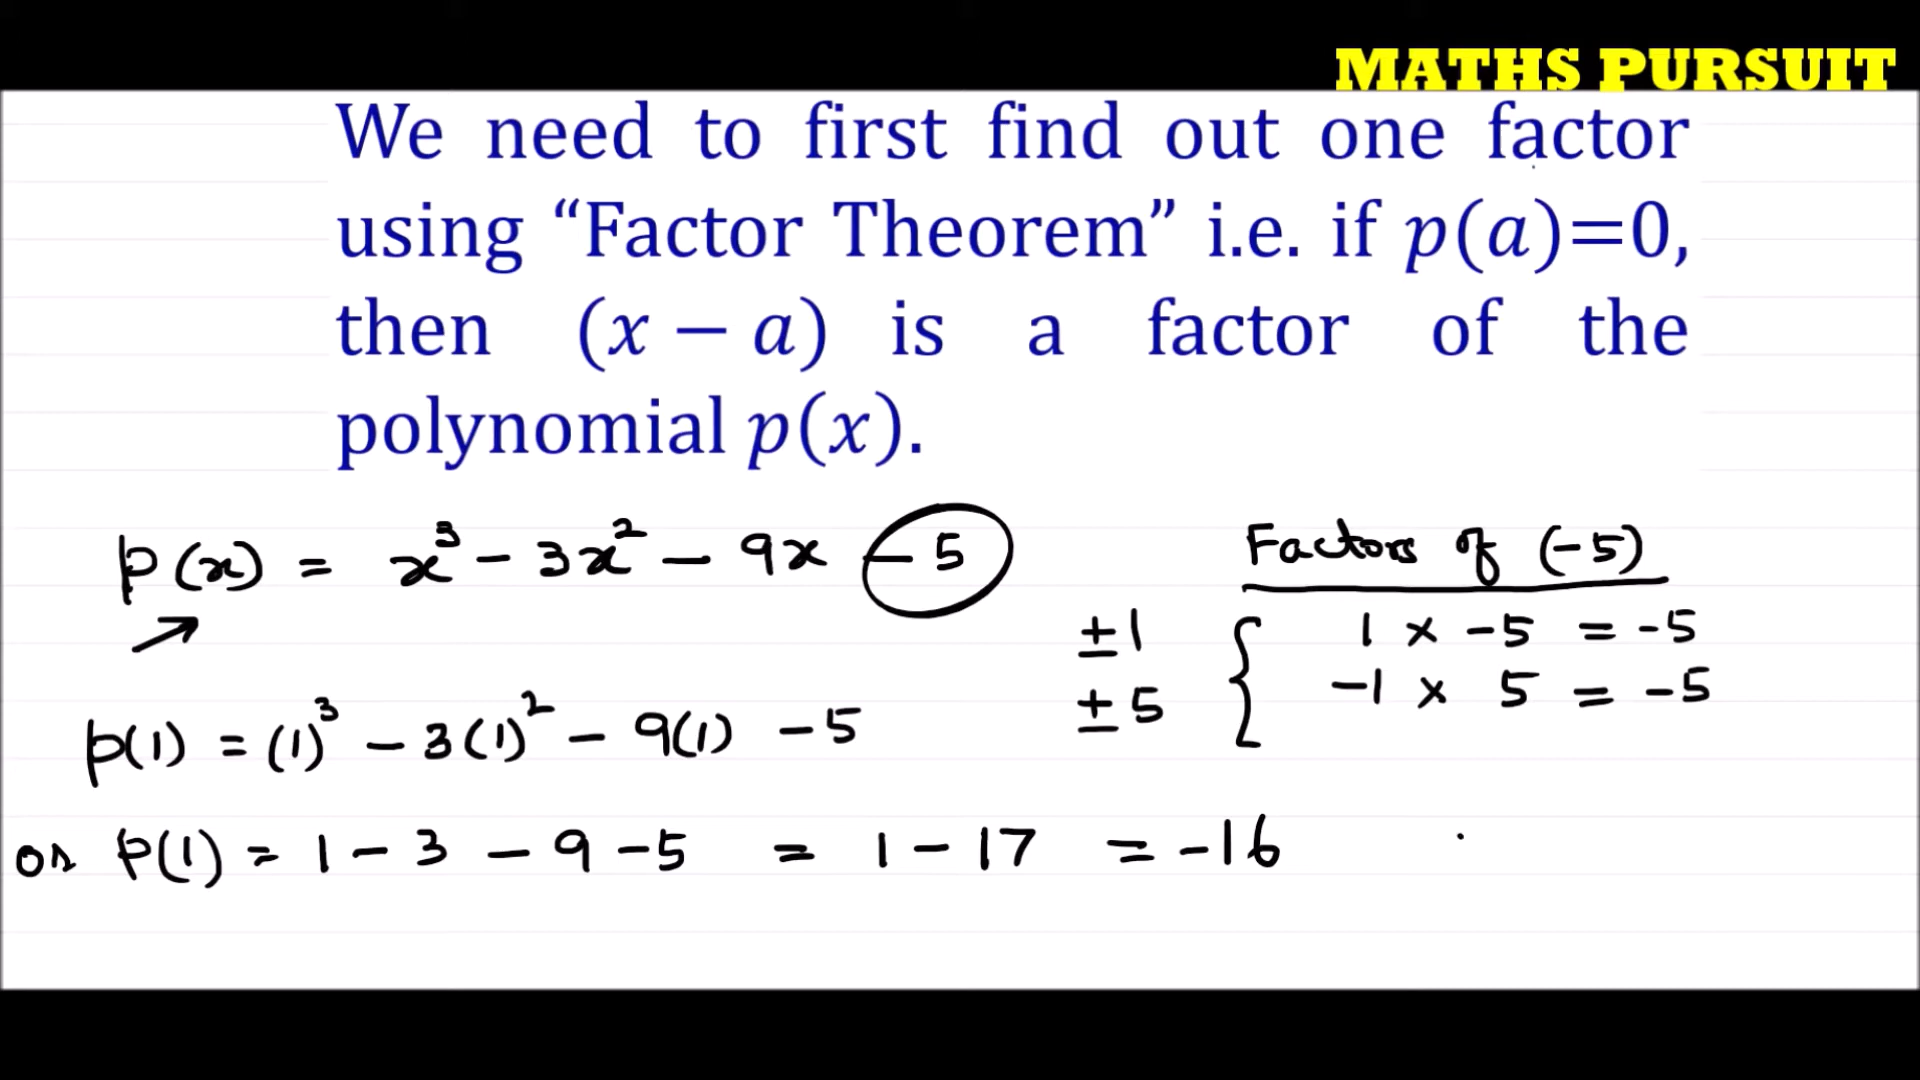 MATHS PURSUIT
We need to first find out one factor
using “Factor Theorem” i.e. if p(a)=0,
then (x − a) is a factor of the
polynomial p(x).
p(x) = x³ - 3x² - 9x - 5
Factors of (-5)
±1
1 x -5 = -5
±5
-1 x 5 = -5
p(1) = (1)³ - 3(1)² - 9(1) - 5
or p(1) = 1 - 3 - 9 - 5 = 1 - 17 = -16